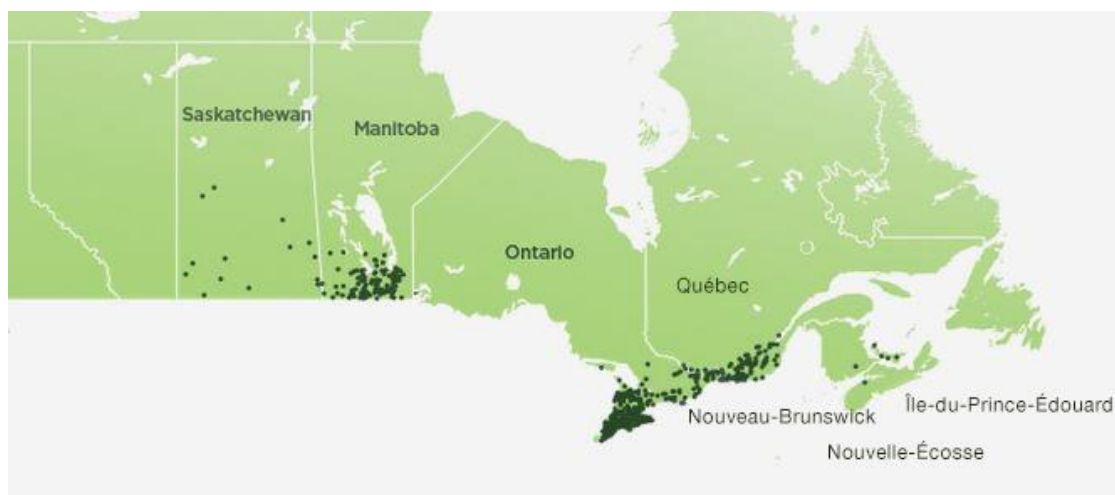 Saskatchewan
Manitoba
Ontario
Québec
Nouveau-Brunswick
Île-du-Prince-Édouard
Nouvelle-Écosse